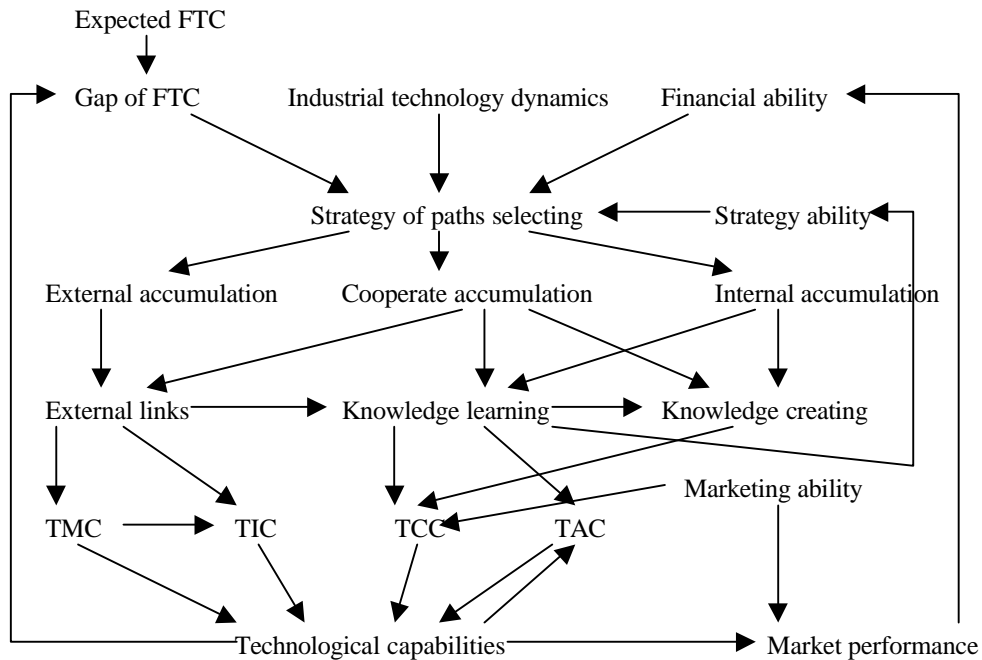 Expected FTC
Gap of FTC
Industrial technology dynamics
Financial ability
Strategy of paths selecting
Strategy ability
External accumulation
Cooperate accumulation
Internal accumulation
External links
Knowledge learning
Knowledge creating
Marketing ability
TMC
TIC
TCC
TAC
Technological capabilities
Market performance